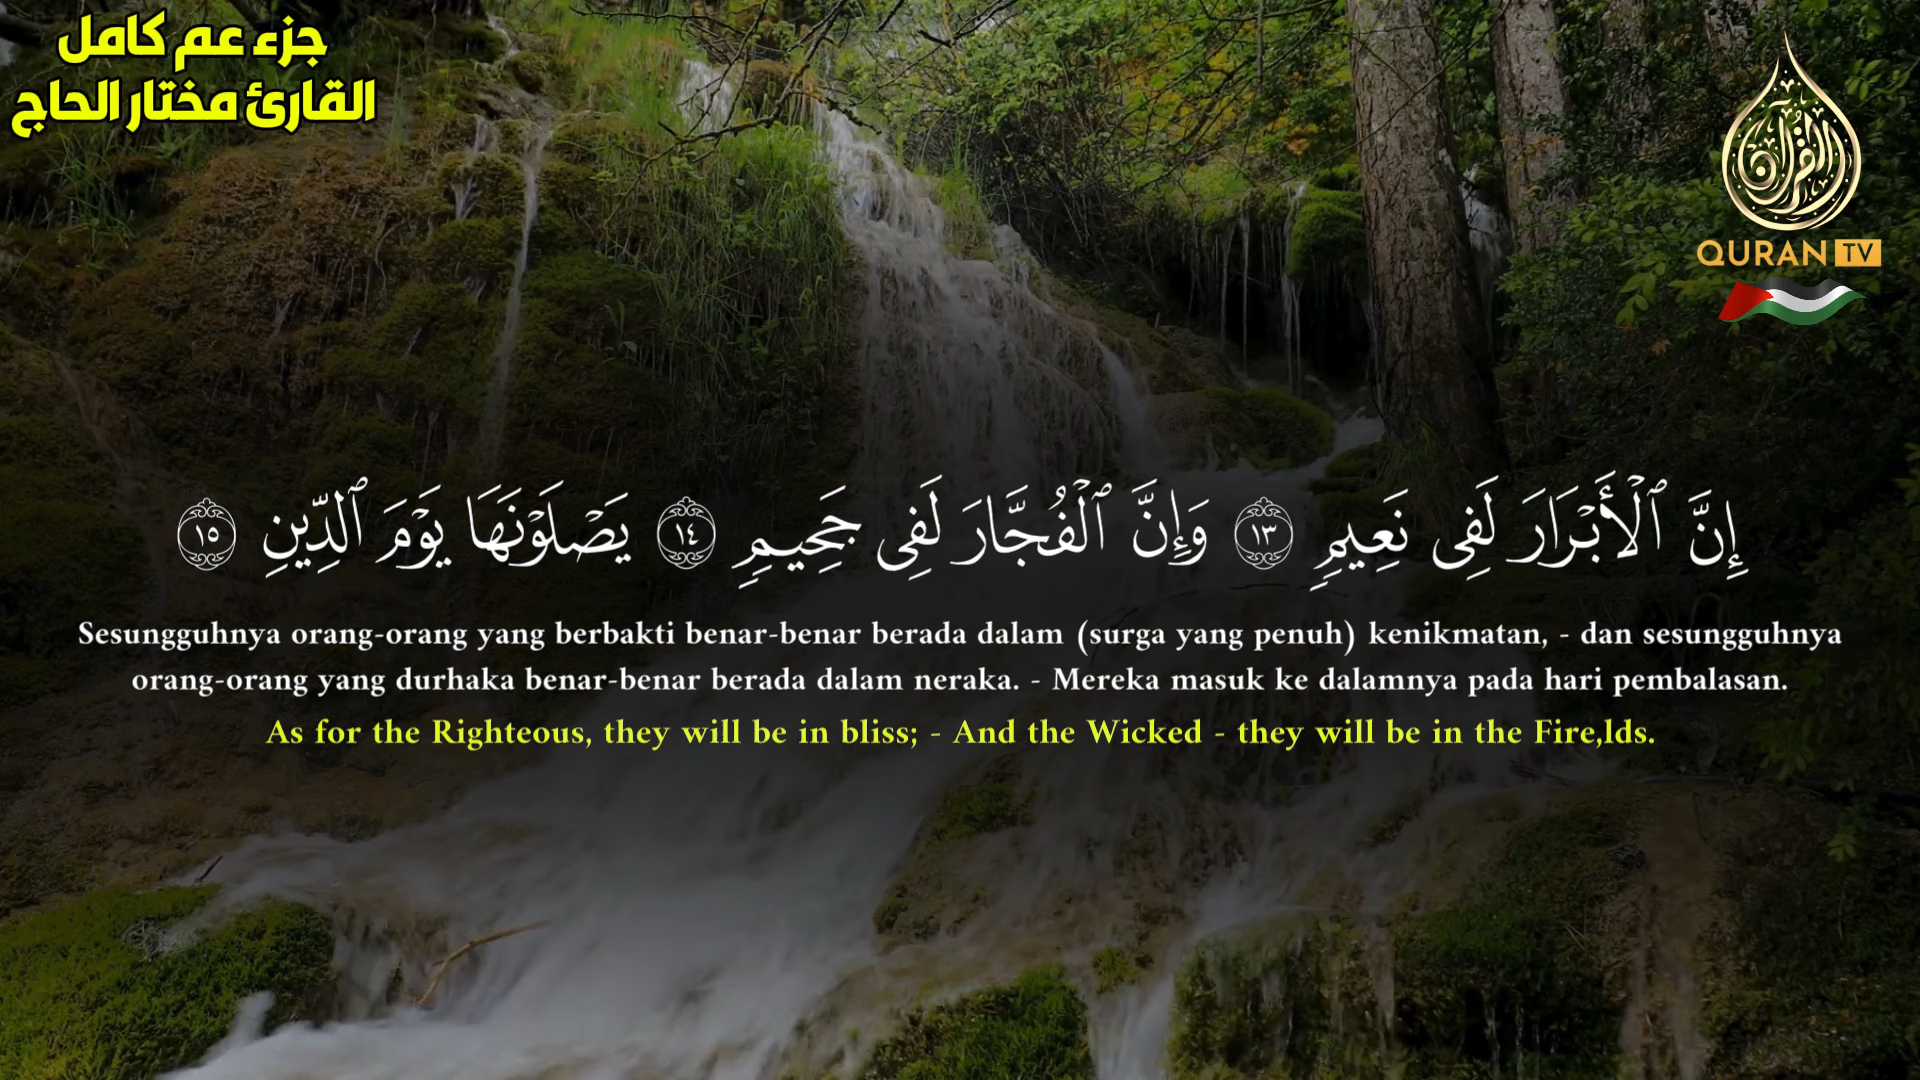 جزء عم كامل
القارئ مختار الحاج
القرآن
QURAN TV
إِنَّ ٱلْأَبْرَارَ لَفِى نَعِيمٍ ١٣ وَإِنَّ ٱلْفُجَّارَ لَفِى جَحِيمٍ ١٤ يَصْلَوْنَهَا يَوْمَ ٱلدِّينِ ١٥
Sesungguhnya orang-orang yang berbakti benar-benar berada dalam (surga yang penuh) kenikmatan, - dan sesungguhnya
orang-orang yang durhaka benar-benar berada dalam neraka. - Mereka masuk ke dalamnya pada hari pembalasan.
As for the Righteous, they will be in bliss; - And the Wicked - they will be in the Fire,lds.